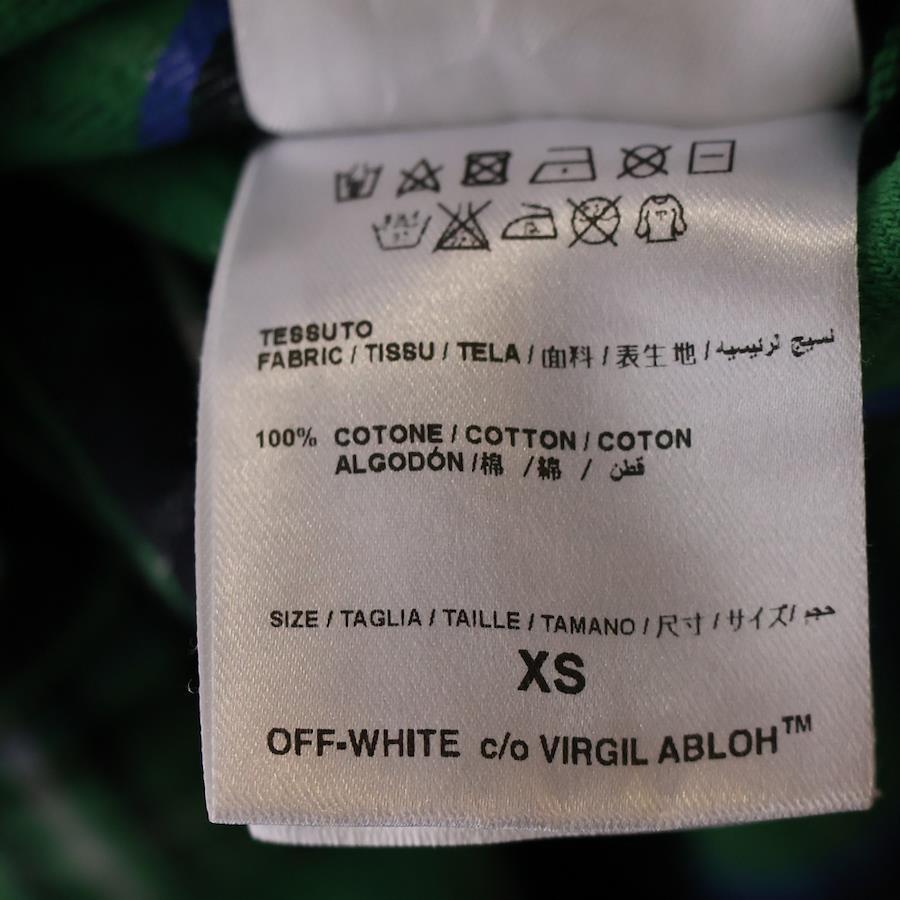 TESSUTO
FABRIC / TISSU / TELA / 面料 / 表生地 / نسيج لرئيسيه
100% COTONE / COTTON / COTON
ALGODÓN / 棉 / 綿 / قطن
SIZE / TAGLIA / TAILLE / TAMANO / 尺寸 / サイズ / حجم
XS
OFF-WHITE c/o VIRGIL ABLOH™